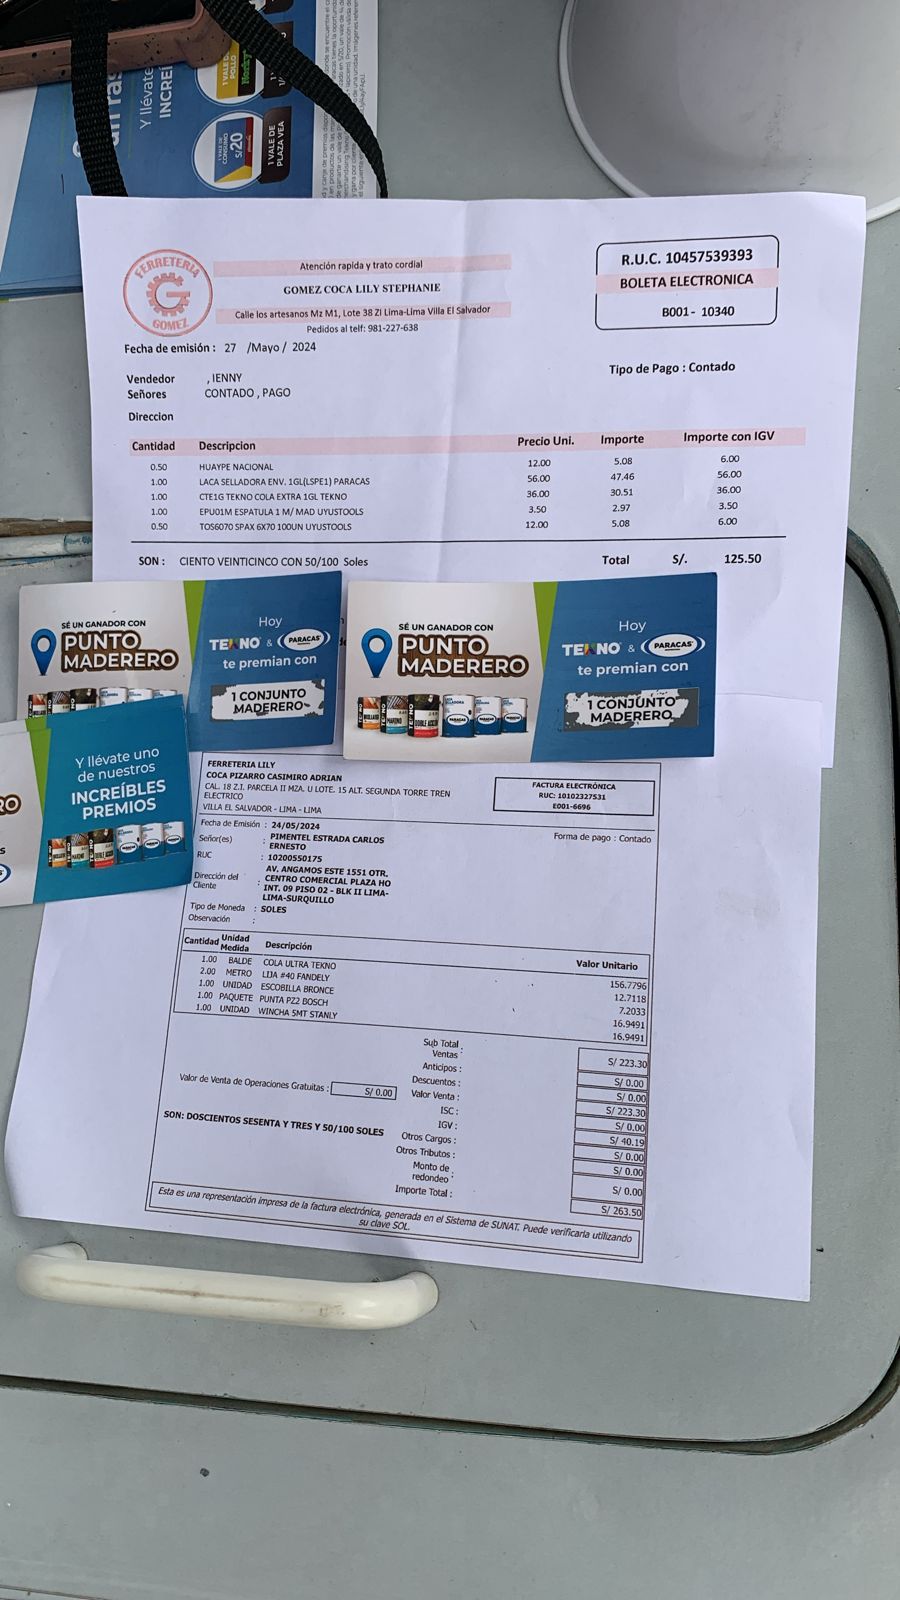 Y llévate
INCREÍ
1 VALE DE
POLLO
1 VALE DE
CONSUMO
S/20
1 VALE DE
PLAZA VEA
FERRETERIA
G
GOMEZ
Atención rapida y trato cordial
GOMEZ COCA LILY STEPHANIE
Calle los artesanos Mz M1, Lote 38 ZI Lima-LIma Villa El Salvador
Pedidos al telf: 981-227-638
R.U.C. 10457539393
BOLETA ELECTRONICA
B001- 10340
Fecha de emisión : 27 /Mayo / 2024
Vendedor , IENNY
Señores CONTADO , PAGO
Direccion
Tipo de Pago : Contado
Cantidad Descripcion Precio Uni. Importe Importe con IGV
0.50 HUAYPE NACIONAL 12.00 5.08 6.00
1.00 LACA SELLADORA ENV. 1GL(LSPE1) PARACAS 56.00 47.46 56.00
1.00 CTE1G TEKNO COLA EXTRA 1GL TEKNO 36.00 30.51 36.00
1.00 EPU01M ESPATULA 1 M/ MAD UYUSTOOLS 3.50 2.97 3.50
0.50 TOS6070 SPAX 6X70 100UN UYUSTOOLS 12.00 5.08 6.00
SON : CIENTO VEINTICINCO CON 50/100 Soles Total S/. 125.50
SÉ UN GANADOR CON
PUNTO
MADERERO
Hoy
TEKNO & PARACAS
te premian con
1 CONJUNTO
MADERERO
SÉ UN GANADOR CON
PUNTO
MADERERO
Hoy
TEKNO & PARACAS
te premian con
1 CONJUNTO
MADERERO
RO
Y llévate uno
de nuestros
INCREÍBLES
PREMIOS
FERRETERIA LILY
COCA PIZARRO CASIMIRO ADRIAN
CAL. 18 Z.I. PARCELA II MZA. U LOTE. 15 ALT. SEGUNDA TORRE TREN
ELECTRICO
VILLA EL SALVADOR - LIMA - LIMA
FACTURA ELECTRÓNICA
RUC: 10102327531
E001-6696
Fecha de Emisión : 24/05/2024
Forma de pago : Contado
Señor(es) : PIMENTEL ESTRADA CARLOS
ERNESTO
RUC : 10200550175
Dirección del
Cliente : AV. ANGAMOS ESTE 1551 OTR.
CENTRO COMERCIAL PLAZA HO
INT. 09 PISO 02 - BLK II LIMA-
LIMA-SURQUILLO
Tipo de Moneda : SOLES
Observación :
Cantidad Unidad Medida Descripción Valor Unitario
1.00 BALDE COLA ULTRA TEKNO 156.7796
2.00 METRO LIJA #40 FANDELY 12.7118
1.00 UNIDAD ESCOBILLA BRONCE 7.2033
1.00 PAQUETE PUNTA PZ2 BOSCH 16.9491
1.00 UNIDAD WINCHA 5MT STANLY 16.9491
Sub Total
Ventas : S/ 223.30
Anticipos : S/ 0.00
Descuentos : S/ 0.00
Valor Venta : S/ 223.30
ISC : S/ 0.00
IGV : S/ 40.19
Otros Cargos : S/ 0.00
Otros Tributos : S/ 0.00
Monto de
redondeo : S/ 0.00
Importe Total : S/ 263.50
Valor de Venta de Operaciones Gratuitas : S/ 0.00
SON: DOSCIENTOS SESENTA Y TRES Y 50/100 SOLES
Esta es una representación impresa de la factura electrónica, generada en el Sistema de SUNAT. Puede verificarla utilizando
su clave SOL.